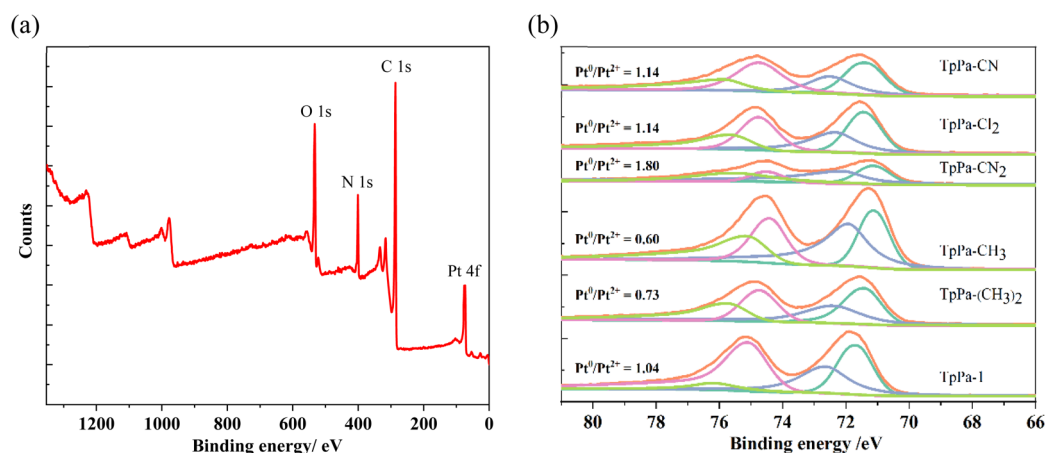 (a)
Counts
O 1s
N 1s
C 1s
Pt 4f
1200 1000 800 600 400 200 0
Binding energy/ eV
(b)
Pt⁰/Pt²⁺ = 1.14 TpPa-CN
Pt⁰/Pt²⁺ = 1.14 TpPa-Cl₂
Pt⁰/Pt²⁺ = 1.80 TpPa-CN₂
Pt⁰/Pt²⁺ = 0.60 TpPa-CH₃
Pt⁰/Pt²⁺ = 0.73 TpPa-(CH₃)2
Pt⁰/Pt²⁺ = 1.04 TpPa-1
80 78 76 74 72 70 68 66
Binding energy /eV